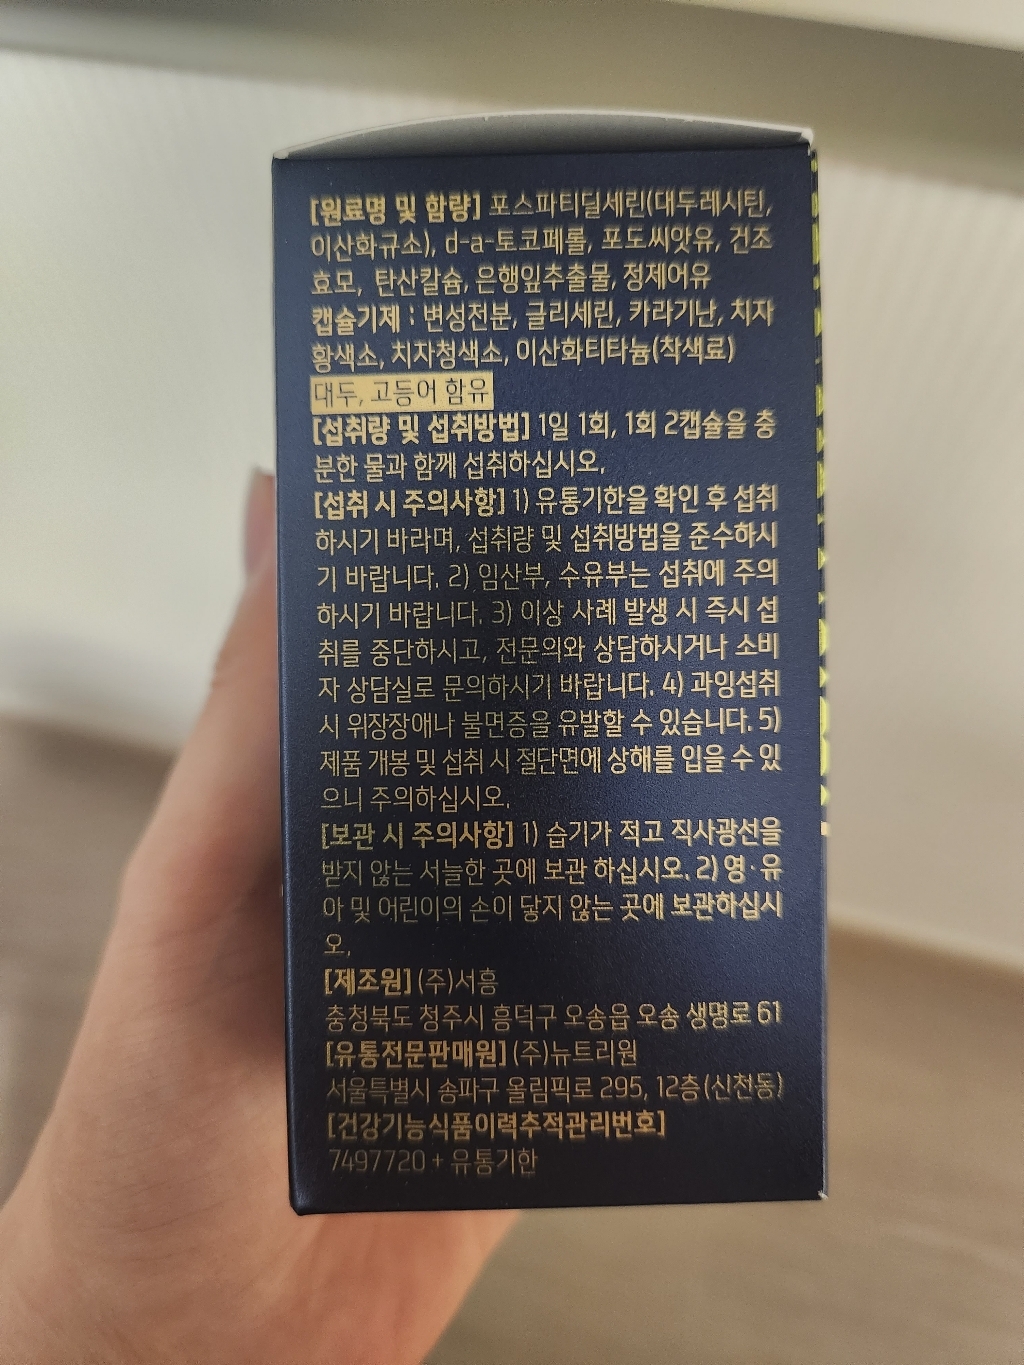 [원료명 및 함량] 포스파티딜세린(대두레시틴,
이산화규소), d-a-토코페롤, 포도씨앗유, 건조
효모, 탄산칼슘, 은행잎추출물, 정제어유
캡슐기제 : 변성전분, 글리세린, 카라기난, 치자
황색소, 치자청색소, 이산화티타늄(착색료)
대두, 고등어 함유
[섭취량 및 섭취방법] 1일 1회, 1회 2캡슐을 충
분한 물과 함께 섭취하십시오.
[섭취 시 주의사항] 1) 유통기한을 확인 후 섭취
하시기 바라며, 섭취량 및 섭취방법을 준수하시
기 바랍니다. 2) 임산부, 수유부는 섭취에 주의
하시기 바랍니다. 3) 이상 사례 발생 시 즉시 섭
취를 중단하시고, 전문의와 상담하시거나 소비
자 상담실로 문의하시기 바랍니다. 4) 과잉섭취
시 위장장애나 불면증을 유발할 수 있습니다. 5)
제품 개봉 및 섭취 시 절단면에 상해를 입을 수 있
으니 주의하십시오.
[보관 시 주의사항] 1) 습기가 적고 직사광선을
받지 않는 서늘한 곳에 보관 하십시오. 2) 영·유
아 및 어린이의 손이 닿지 않는 곳에 보관하십시
오.
[제조원] (주)서흥
충청북도 청주시 흥덕구 오송읍 오송 생명로 61
[유통전문판매원] (주)뉴트리원
서울특별시 송파구 올림픽로 295, 12층(신천동)
[건강기능식품이력추적관리번호]
7497720 + 유통기한